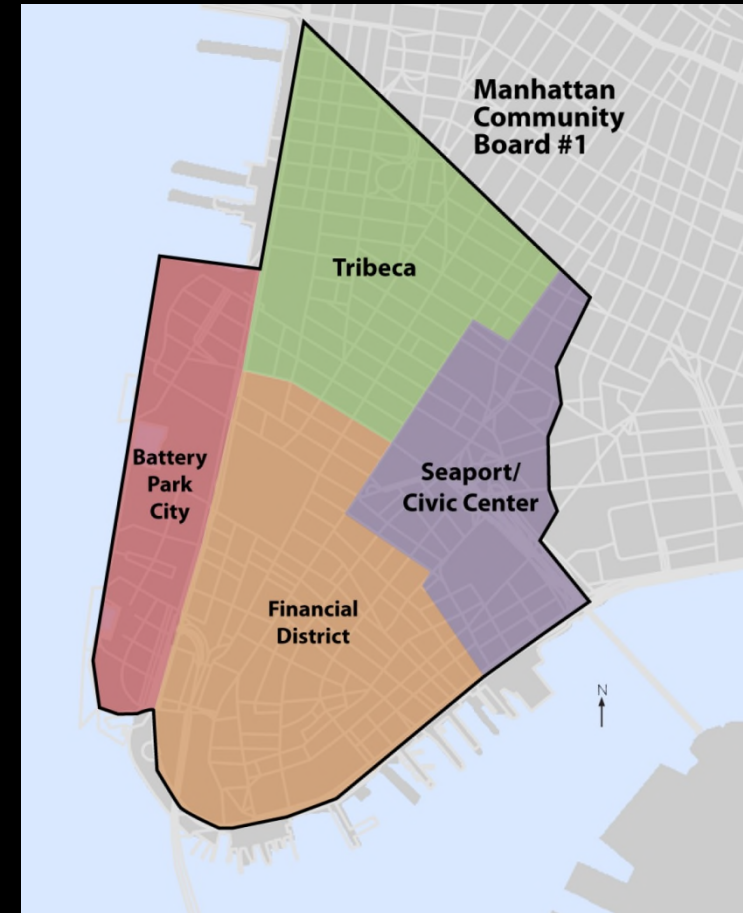 Manhattan
Community
Board #1
Tribeca
Battery
Park
City
Seaport/
Civic Center
Financial
District
N